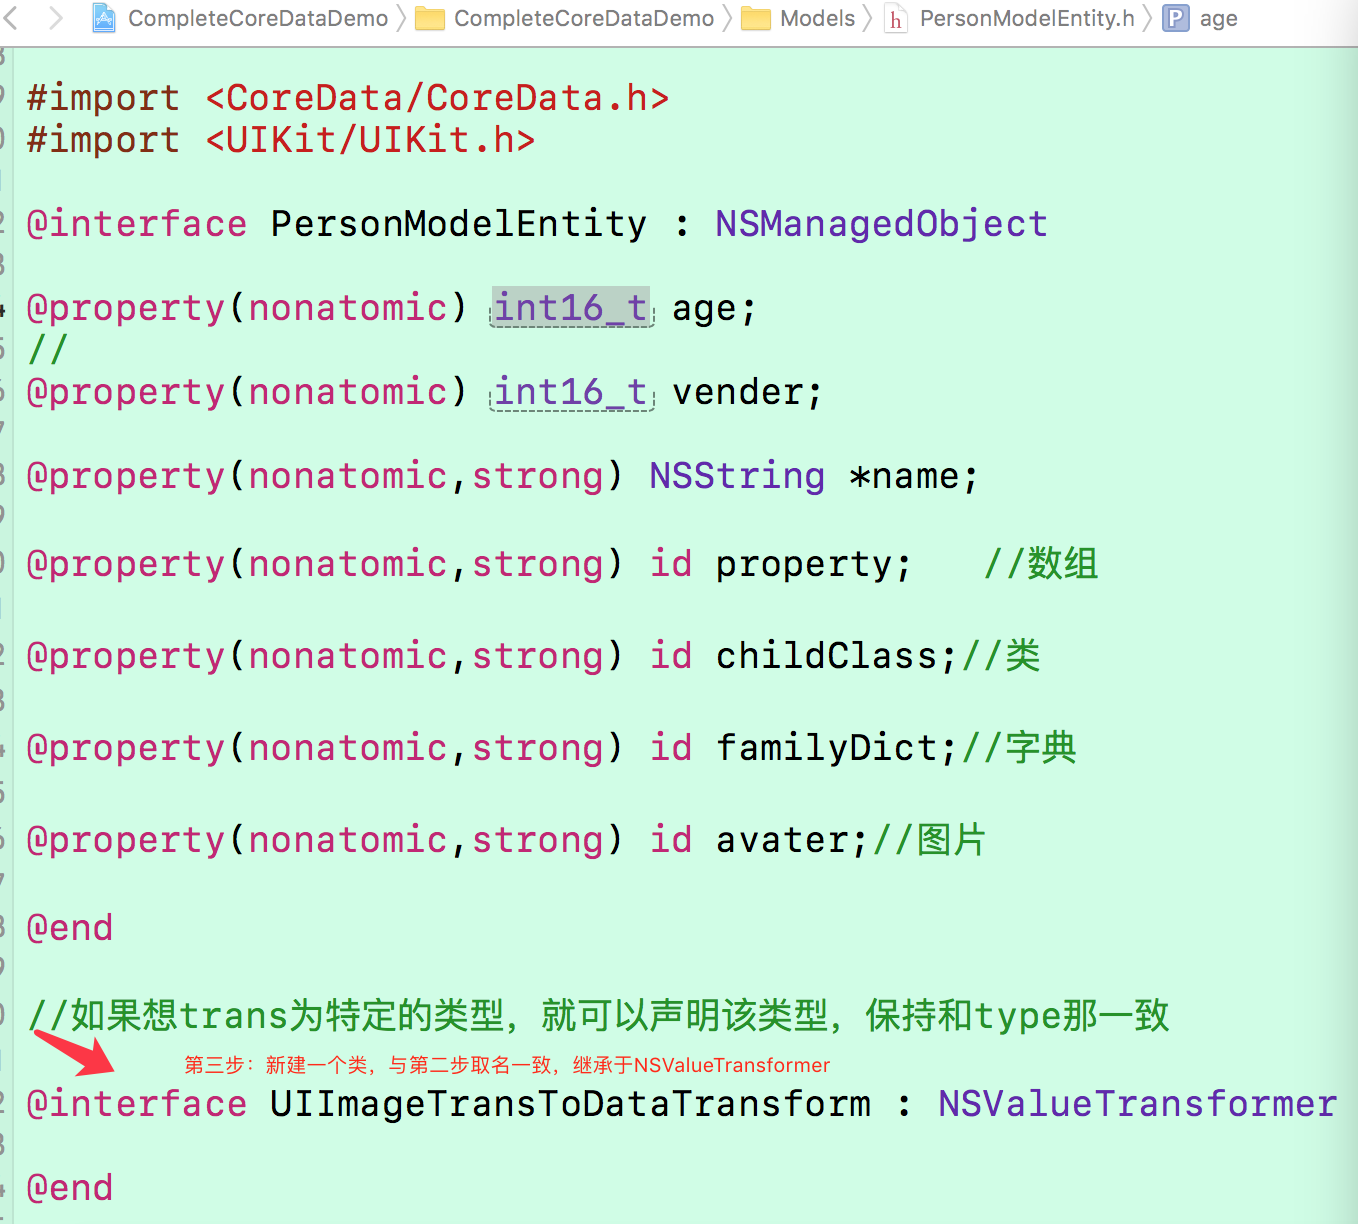 CompleteCoreDataDemo CompleteCoreDataDemo Models h PersonModelEntity.h P age
#import <CoreData/CoreData.h>
#import <UIKit/UIKit.h>
@interface PersonModelEntity : NSManagedObject
@property(nonatomic) int16_t age;
//
@property(nonatomic) int16_t vender;
@property(nonatomic,strong) NSString *name;
@property(nonatomic,strong) id property;   //数组
@property(nonatomic,strong) id childClass;//类
@property(nonatomic,strong) id familyDict;//字典
@property(nonatomic,strong) id avater;//图片
@end
//如果想trans为特定的类型，就可以声明该类型，保持和type那一致
第三步：新建一个类，与第二步取名一致，继承于NSValueTransformer
@interface UIImageTransToDataTransform : NSValueTransformer
@end